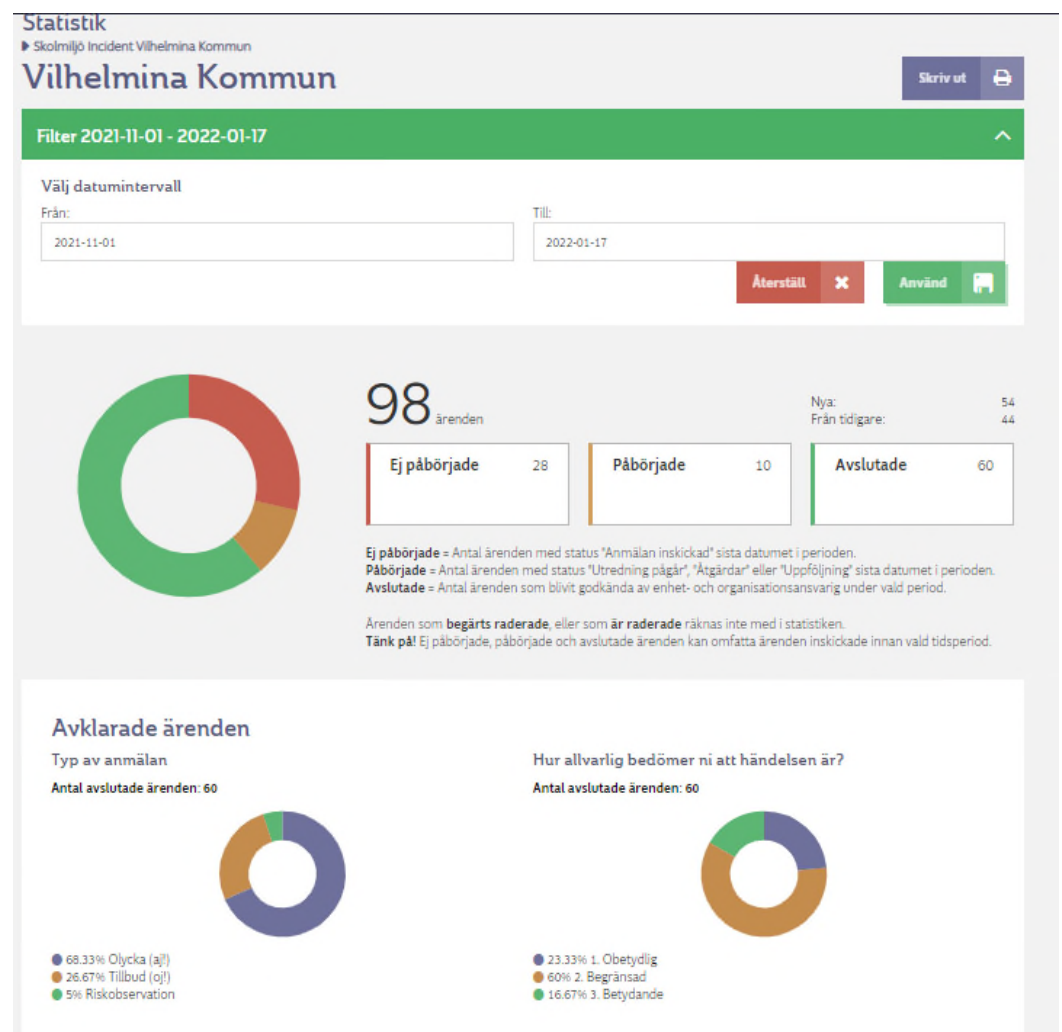 Statistik
Skolmiljö Incident Vilhelmina Kommun
Vilhelmina Kommun
Skriv ut
Filter 2021-11-01 - 2022-01-17
Välj datumintervall
Från:
Till:
2021-11-01
2022-01-17
Återställ
Använd
98 ärenden
Nya: 54
Från tidigare: 44
Ej påbörjade 28
Påbörjade 10
Avslutade 60
Ej påbörjade = Antal ärenden med status "Anmälan inskickad" sista datumet i perioden.
Påbörjade = Antal ärenden med status "Utredning pågår", "Åtgärdar" eller "Uppföljning" sista datumet i perioden.
Avslutade = Antal ärenden som blivit godkända av enhet- och organisationsansvarig under vald period.
Ärenden som begärts raderade, eller som är raderade räknas inte med i statistiken.
Tänk på! Ej påbörjade, påbörjade och avslutade ärenden kan omfatta ärenden inskickade innan vald tidsperiod.
Avklarade ärenden
Typ av anmälan
Antal avslutade ärenden: 60
68.33% Olycka (aj!)
26.67% Tillbud (oj!)
5% Riskobservation
Hur allvarlig bedömer ni att händelsen är?
Antal avslutade ärenden: 60
23.33% 1. Obetydlig
60% 2. Begränsad
16.67% 3. Betydande